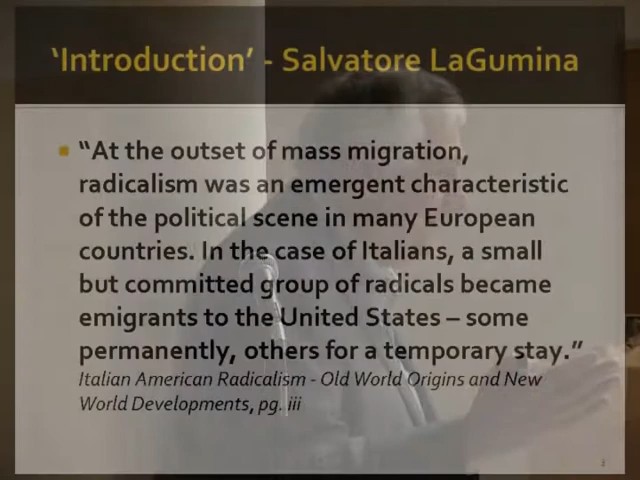 ‘Introduction’ - Salvatore LaGumina
“At the outset of mass migration,
radicalism was an emergent characteristic
of the political scene in many European
countries. In the case of Italians, a small
but committed group of radicals became
emigrants to the United States – some
permanently, others for a temporary stay.”
Italian American Radicalism - Old World Origins and New
World Developments, pg. iii
2